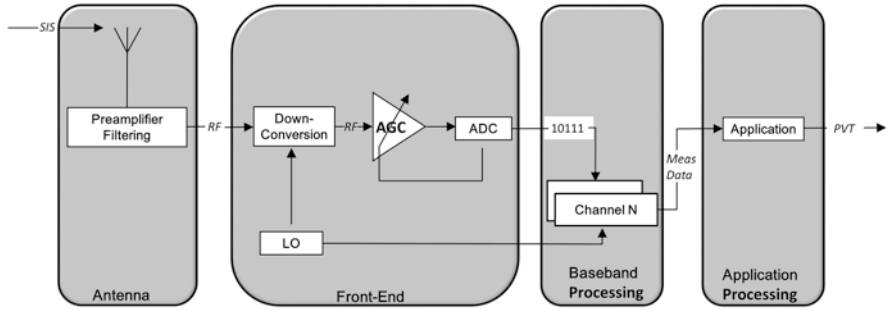 SIS
Preamplifier
Filtering
Antenna
RF
Down-
Conversion
RF
AGC
ADC
LO
Front-End
10111
Channel N
Baseband
Processing
Meas
Data
Application
PVT
Application
Processing